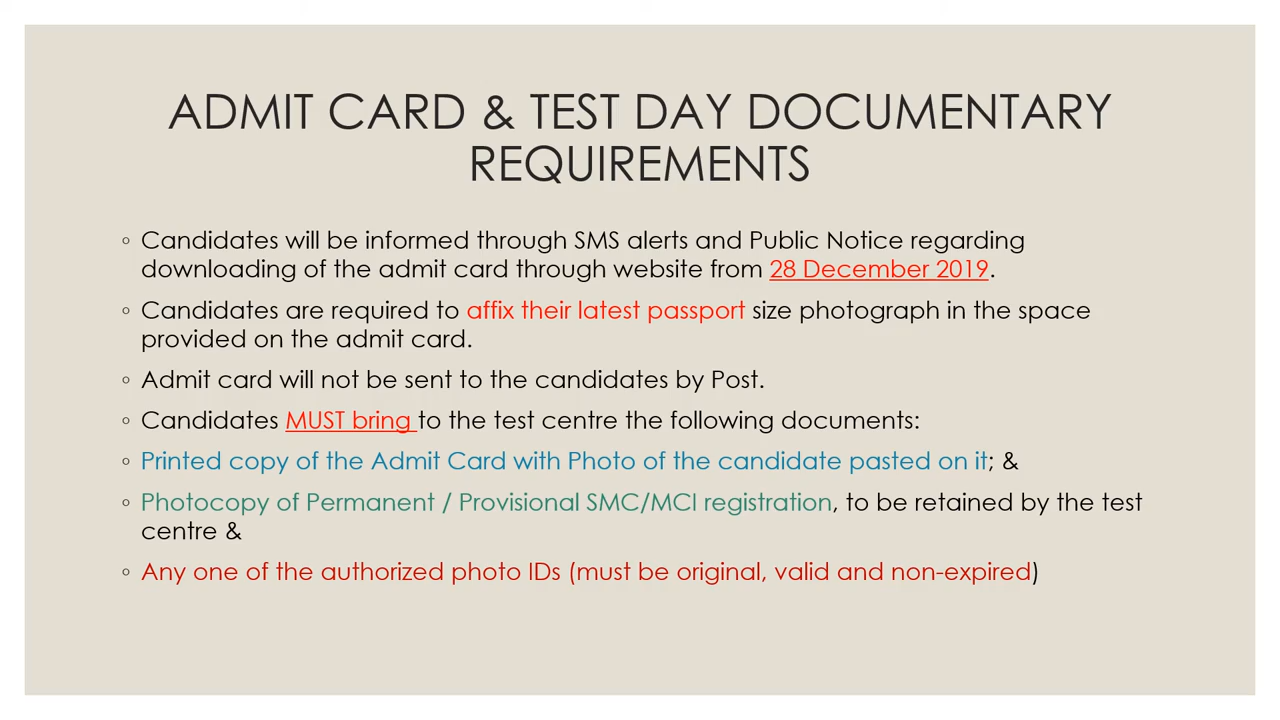 ADMIT CARD & TEST DAY DOCUMENTARY
REQUIREMENTS
◦ Candidates will be informed through SMS alerts and Public Notice regarding
downloading of the admit card through website from 28 December 2019.
◦ Candidates are required to affix their latest passport size photograph in the space
provided on the admit card.
◦ Admit card will not be sent to the candidates by Post.
◦ Candidates MUST bring to the test centre the following documents:
◦ Printed copy of the Admit Card with Photo of the candidate pasted on it; &
◦ Photocopy of Permanent / Provisional SMC/MCI registration, to be retained by the test
centre &
◦ Any one of the authorized photo IDs (must be original, valid and non-expired)